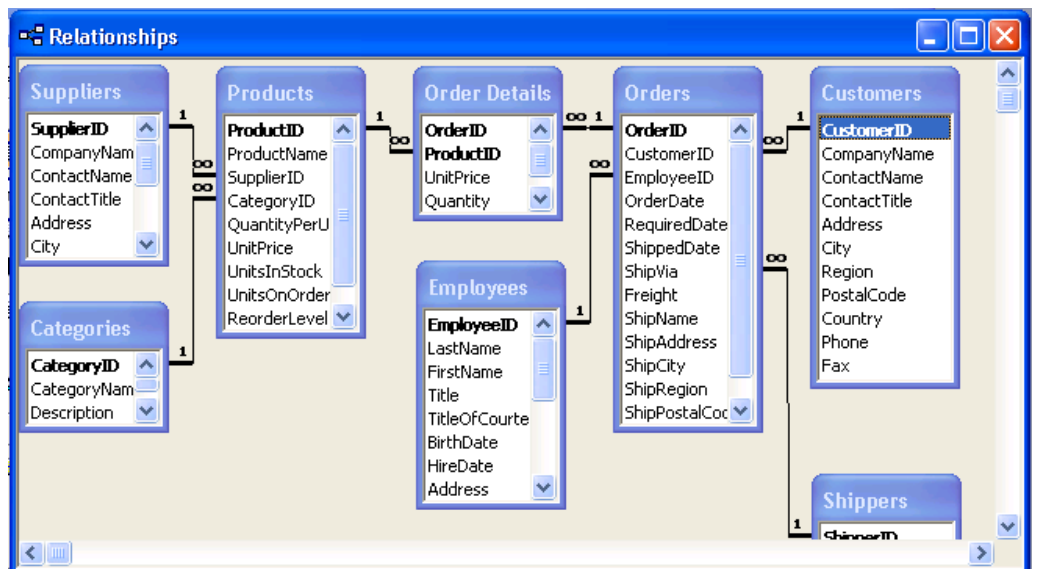 Relationships
Suppliers
SupplierID
CompanyNam
ContactName
ContactTitle
Address
City
1
∞
Categories
CategoryID
CategoryNam
Description
1
∞
Products
ProductID
ProductName
SupplierID
CategoryID
QuantityPerU
UnitPrice
UnitsInStock
UnitsOnOrder
ReorderLevel
1
∞
Order Details
OrderID
ProductID
UnitPrice
Quantity
∞ 1
Employees
EmployeeID
LastName
FirstName
Title
TitleOfCourte
BirthDate
HireDate
Address
1
∞
Orders
OrderID
CustomerID
EmployeeID
OrderDate
RequiredDate
ShippedDate
ShipVia
Freight
ShipName
ShipAddress
ShipCity
ShipRegion
ShipPostalCoc
∞
1
Customers
CustomerID
CompanyName
ContactName
ContactTitle
Address
City
Region
PostalCode
Country
Phone
Fax
∞
1
Shippers
ShipperID